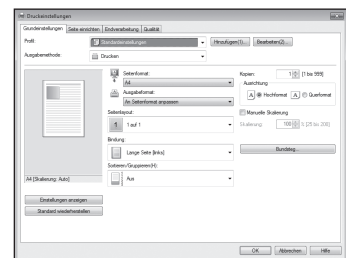 Druckeinstellungen
Grundeinstellungen Seite einrichten Endverarbeitung Qualität
Profil: Standardeinstellungen Hinzufügen(1)... Bearbeiten(2)...
Ausgabemethode: Drucken
Seitenformat:
A4
Ausgabeformat:
An Seitenformat anpassen
Seitenlayout:
1 auf 1
Bindung
Lange Seite [links]
Sortieren/Gruppieren(H):
Aus
Kopien: 1 [1 bis 999]
Ausrichtung
A Hochformat A Querformat
Manuelle Skalierung
Skalierung: 100 % [25 bis 200]
Bundsteg...
A4 [Skalierung: Auto]
Einstellungen anzeigen
Standard wiederherstellen
OK Abbrechen Hilfe